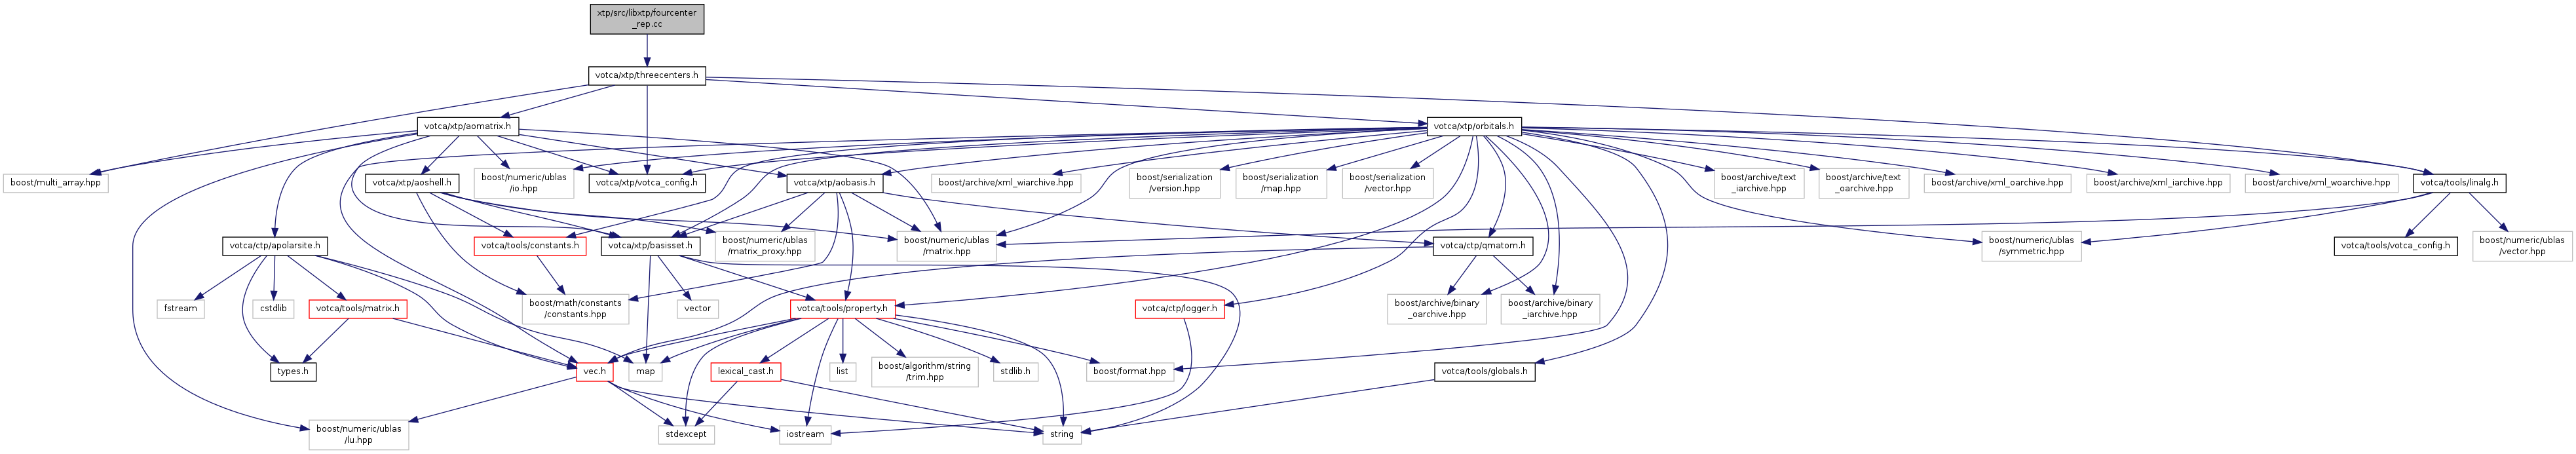 xtp/src/libxtp/fourcenter
_rep.cc
votca/xtp/threecenters.h
votca/xtp/aomatrix.h
votca/xtp/orbitals.h
boost/multi_array.hpp
votca/xtp/aoshell.h
boost/numeric/ublas
/io.hpp
votca/xtp/votca_config.h
votca/xtp/aobasis.h
boost/archive/xml_wiarchive.hpp
boost/serialization
/version.hpp
boost/serialization
/map.hpp
boost/serialization
/vector.hpp
boost/archive/text
_iarchive.hpp
boost/archive/text
_oarchive.hpp
boost/archive/xml_oarchive.hpp
boost/archive/xml_iarchive.hpp
boost/archive/xml_woarchive.hpp
votca/tools/linalg.h
votca/ctp/apolarsite.h
votca/tools/constants.h
votca/xtp/basisset.h
boost/numeric/ublas
/matrix_proxy.hpp
boost/numeric/ublas
/matrix.hpp
votca/ctp/qmatom.h
boost/numeric/ublas
/symmetric.hpp
votca/tools/votca_config.h
boost/numeric/ublas
/vector.hpp
fstream
cstdlib
votca/tools/matrix.h
boost/math/constants
/constants.hpp
vector
votca/tools/property.h
votca/ctp/logger.h
boost/archive/binary
_oarchive.hpp
boost/archive/binary
_iarchive.hpp
types.h
vec.h
map
lexical_cast.h
list
boost/algorithm/string
/trim.hpp
stdlib.h
boost/format.hpp
votca/tools/globals.h
boost/numeric/ublas
/lu.hpp
stdexcept
iostream
string